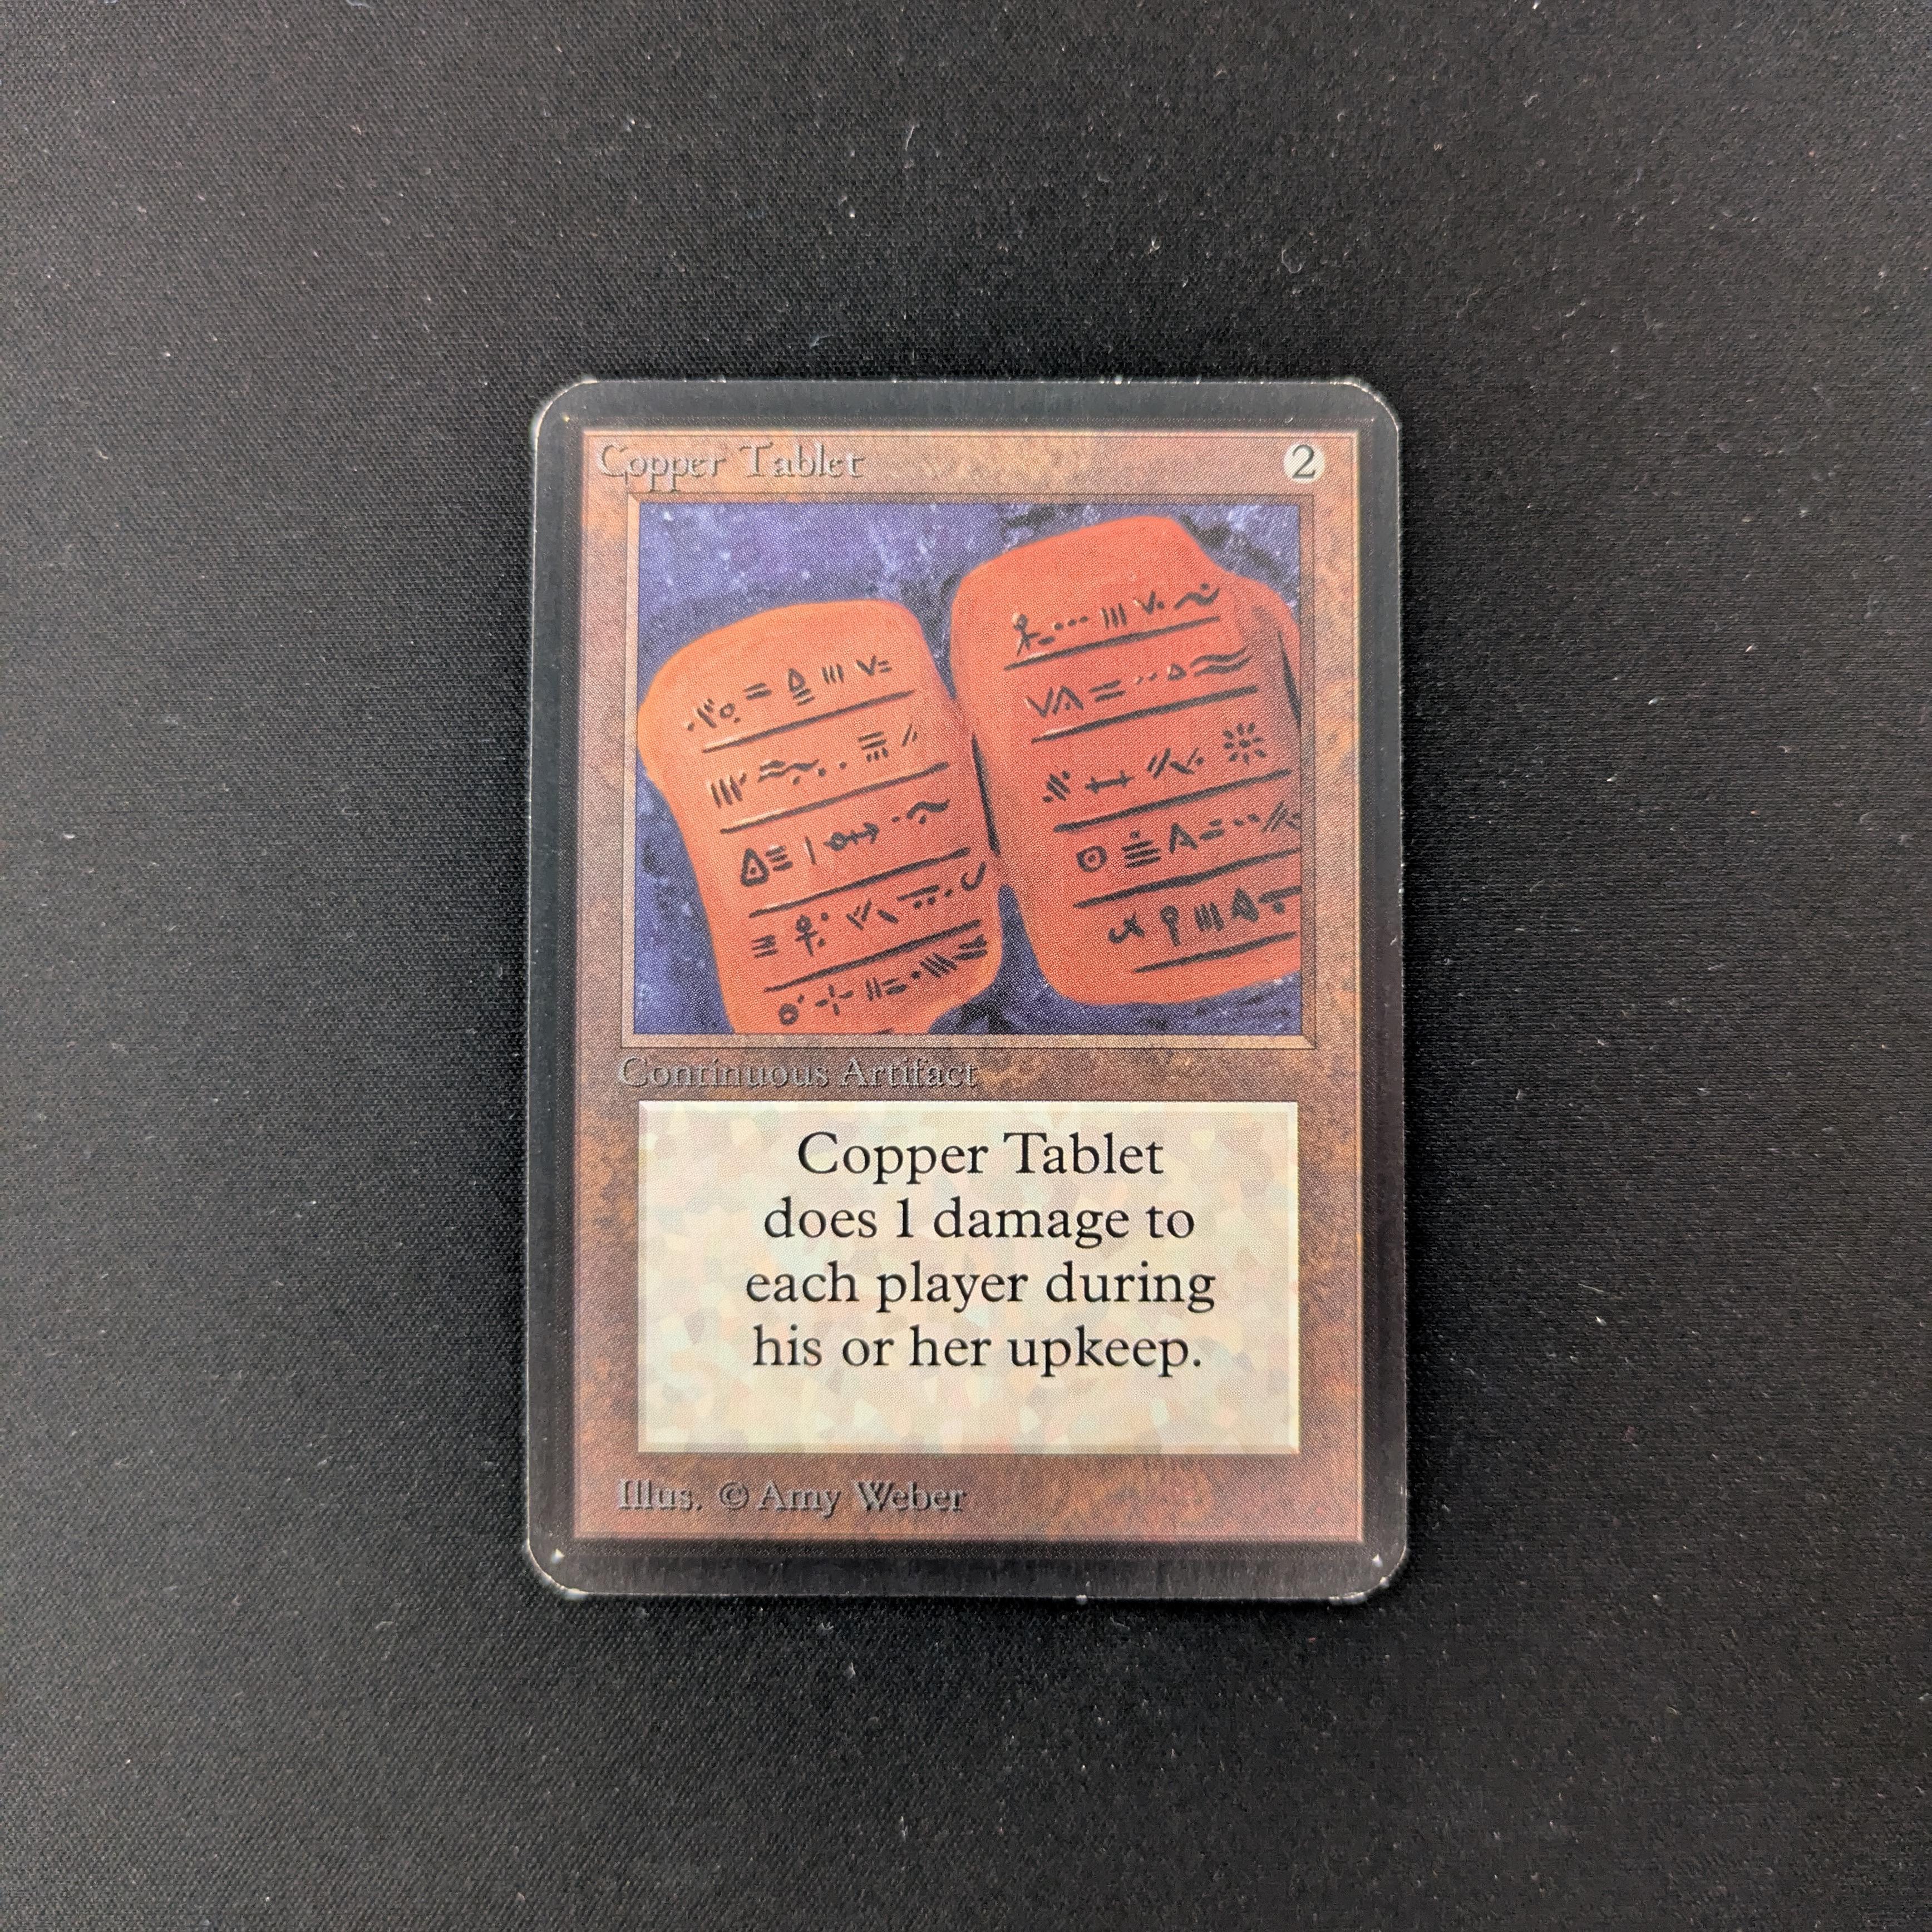 Copper Tablet 2
Continuous Artifact
Copper Tablet
does 1 damage to
each player during
his or her upkeep.
Illus. © Amy Weber